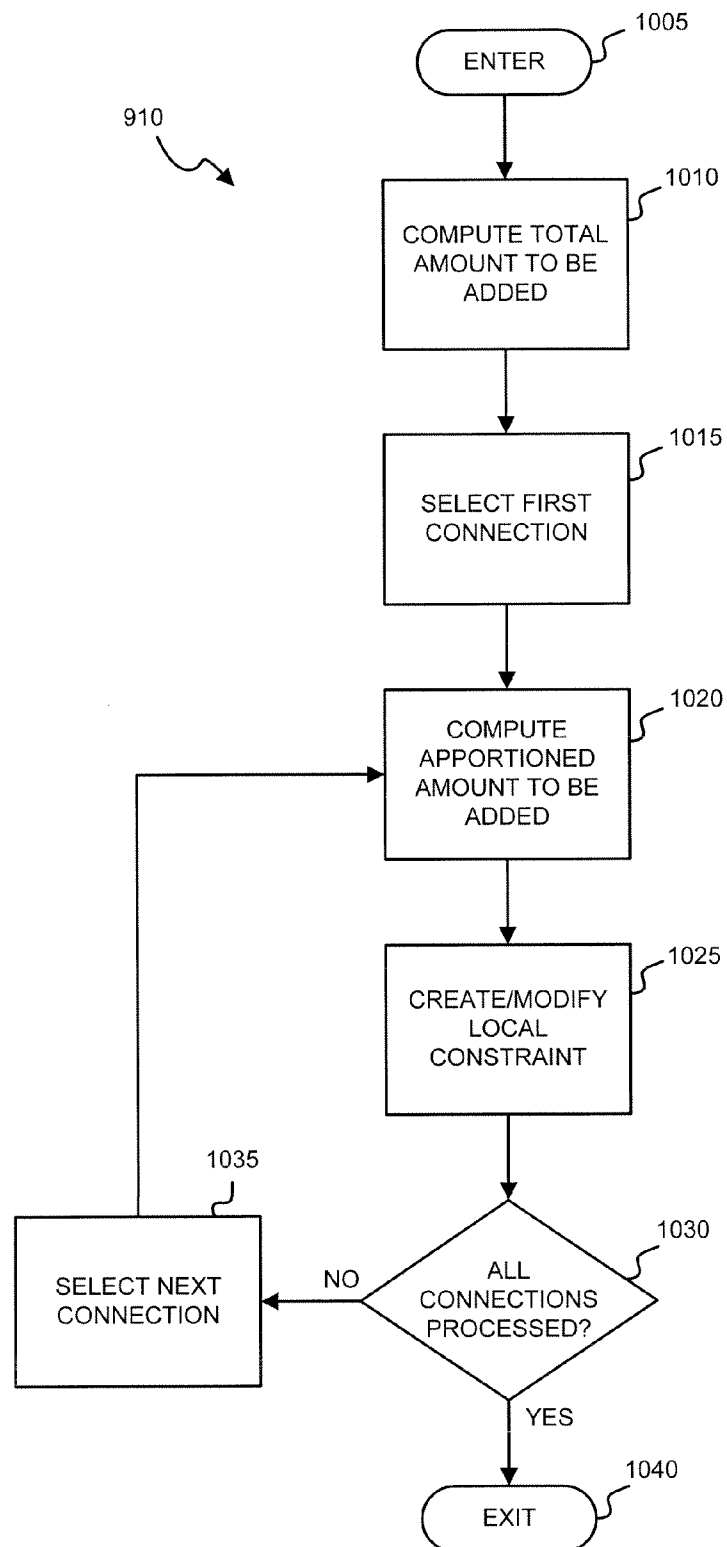 1005
ENTER
910
1010
COMPUTE TOTAL
AMOUNT TO BE
ADDED
1015
SELECT FIRST
CONNECTION
1020
COMPUTE
APPORTIONED
AMOUNT TO BE
ADDED
1025
CREATE/MODIFY
LOCAL
CONSTRAINT
1035
SELECT NEXT
CONNECTION
NO
1030
ALL
CONNECTIONS
PROCESSED?
YES
1040
EXIT